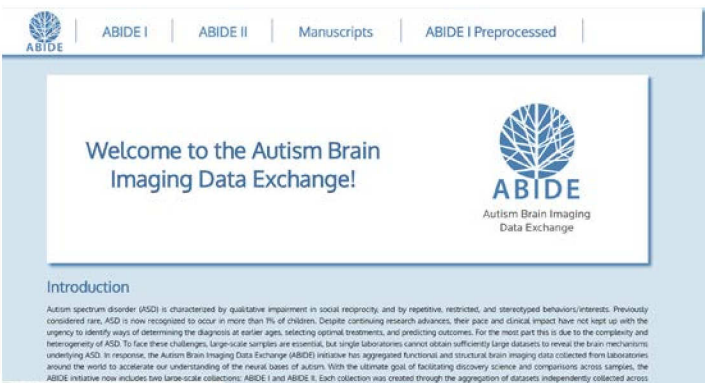 ABIDE
ABIDE I
ABIDE II
Manuscripts
ABIDE I Preprocessed
Welcome to the Autism Brain
Imaging Data Exchange!
ABIDE
Autism Brain Imaging
Data Exchange
Introduction
Autism spectrum disorder (ASD) is characterized by qualitative impairment in social reciprocity, and by repetitive, restricted, and stereotyped behaviors/interests. Previously
considered rare, ASD is now recognized to occur in more than 1% of children. Despite continuing research advances, their pace and clinical impact have not kept up with the
urgency to identify ways of determining the diagnosis at earlier ages, selecting optimal treatments, and predicting outcomes. For the most part this is due to the complexity and
heterogeneity of ASD. To face these challenges, large-scale samples are essential, but single laboratories cannot obtain sufficiently large datasets to reveal the brain mechanisms
underlying ASD. In response, the Autism Brain Imaging Data Exchange (ABIDE) initiative has aggregated functional and structural brain imaging data collected from laboratories
around the world to accelerate our understanding of the neural bases of autism. With the ultimate goal of facilitating discovery science and comparisons across samples, the
ABIDE initiative now includes two large-scale collections: ABIDE I and ABIDE II. Each collection was created through the aggregation of datasets independently collected across